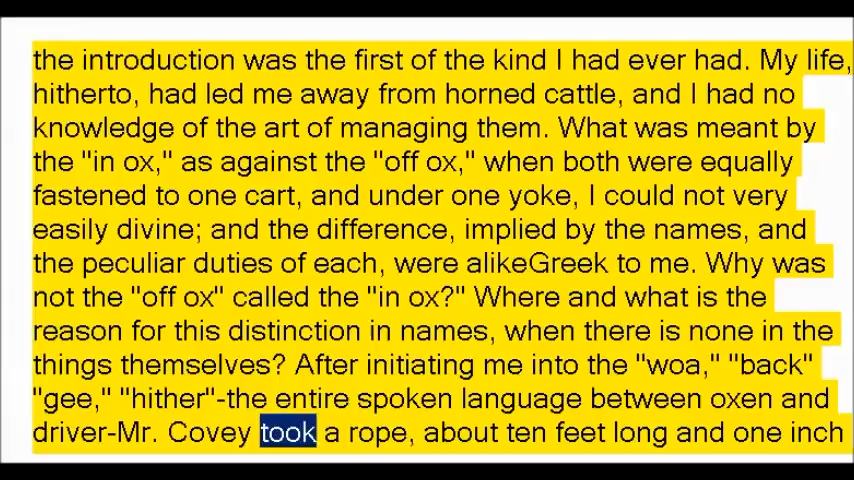 the introduction was the first of the kind I had ever had. My life,
hitherto, had led me away from horned cattle, and I had no
knowledge of the art of managing them. What was meant by
the "in ox," as against the "off ox," when both were equally
fastened to one cart, and under one yoke, I could not very
easily divine; and the difference, implied by the names, and
the peculiar duties of each, were alikeGreek to me. Why was
not the "off ox" called the "in ox?" Where and what is the
reason for this distinction in names, when there is none in the
things themselves? After initiating me into the "woa," "back"
"gee," "hither"-the entire spoken language between oxen and
driver-Mr. Covey took a rope, about ten feet long and one inch